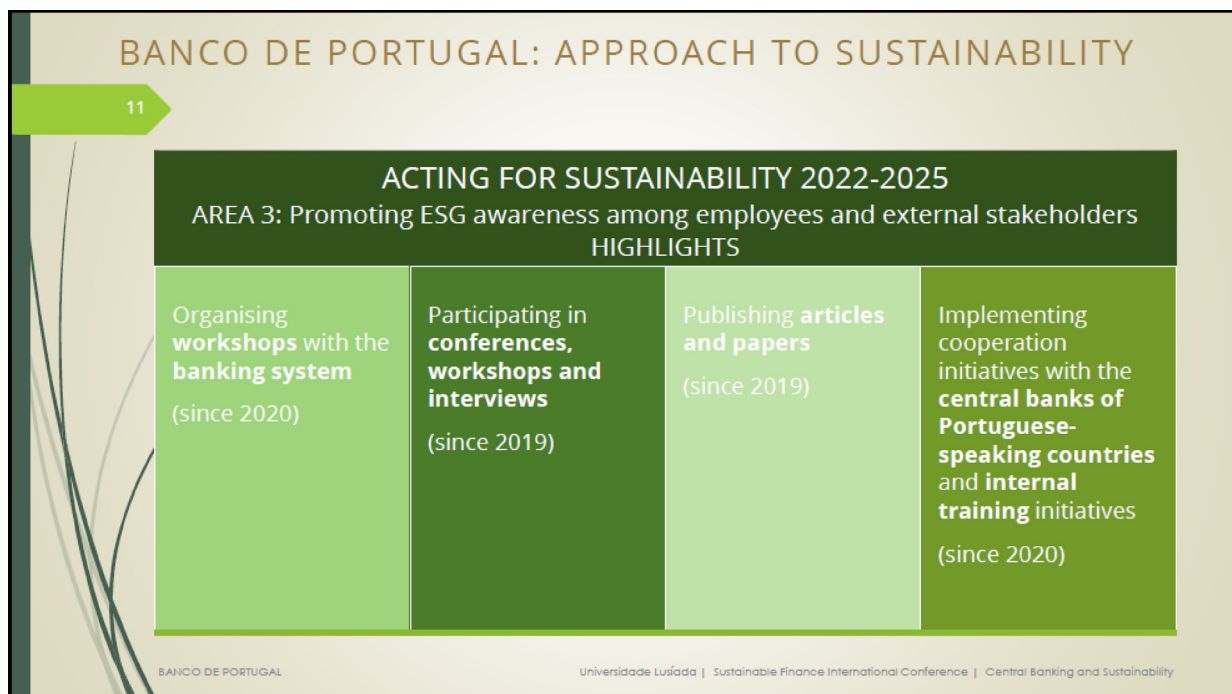 BANCO DE PORTUGAL: APPROACH TO SUSTAINABILITY
11
ACTING FOR SUSTAINABILITY 2022-2025
AREA 3: Promoting ESG awareness among employees and external stakeholders
HIGHLIGHTS
Organising
workshops with the
banking system
(since 2020)
Participating in
conferences,
workshops and
interviews
(since 2019)
Publishing articles
and papers
(since 2019)
Implementing
cooperation
initiatives with the
central banks of
Portuguese-
speaking countries
and internal
training initiatives
(since 2020)
BANCO DE PORTUGAL
Universidade Lusíada | Sustainable Finance International Conference | Central Banking and Sustainability